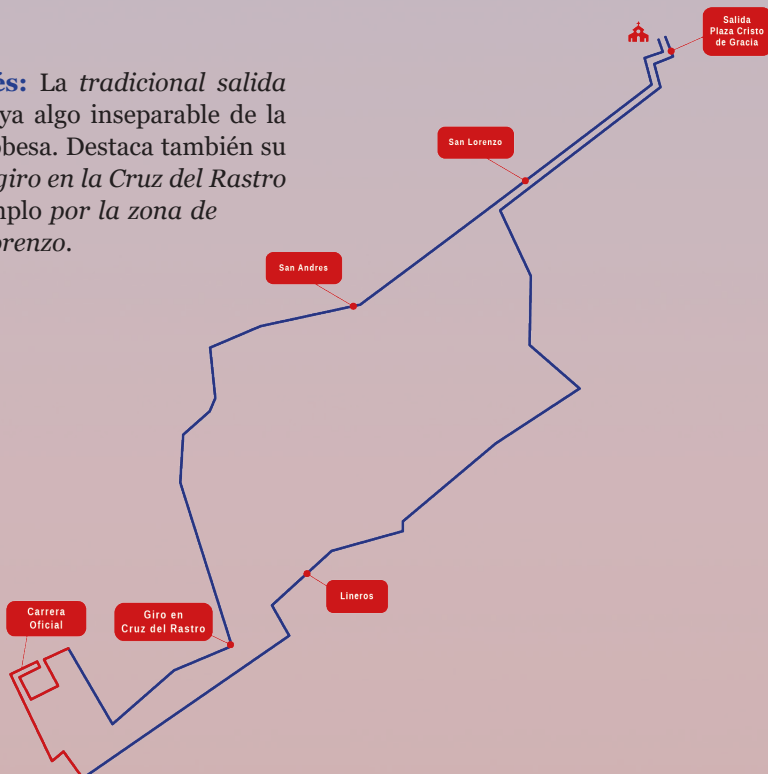 és: La tradicional salida
ya algo inseparable de la
besa. Destaca también su
giro en la Cruz del Rastro
nplo por la zona de
renzo.
Salida
Plaza Cristo
de Gracia
San Lorenzo
San Andres
Lineros
Giro en
Cruz del Rastro
Carrera
Oficial